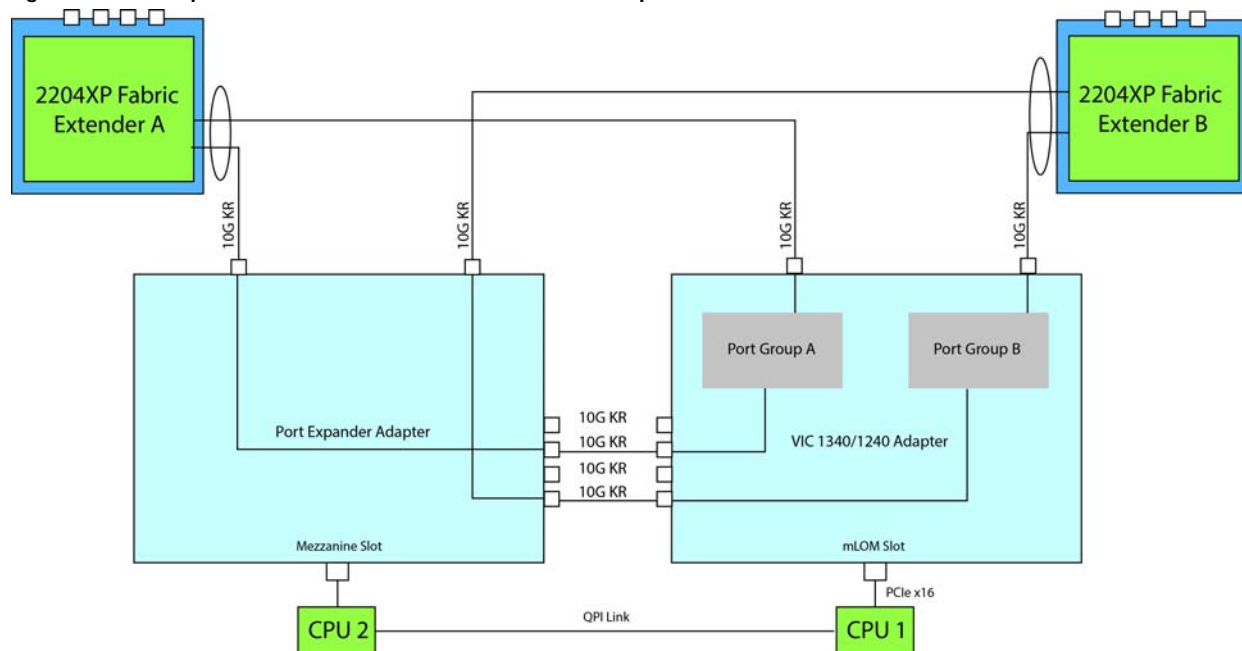 2204XP Fabric
Extender A
2204XP Fabric
Extender B
10G KR
10G KR
10G KR
10G KR
Port Group A
Port Group B
10G KR
10G KR
10G KR
10G KR
Port Expander Adapter
VIC 1340/1240 Adapter
Mezzanine Slot
mLOM Slot
PCIe x16
QPI Link
CPU 2
CPU 1